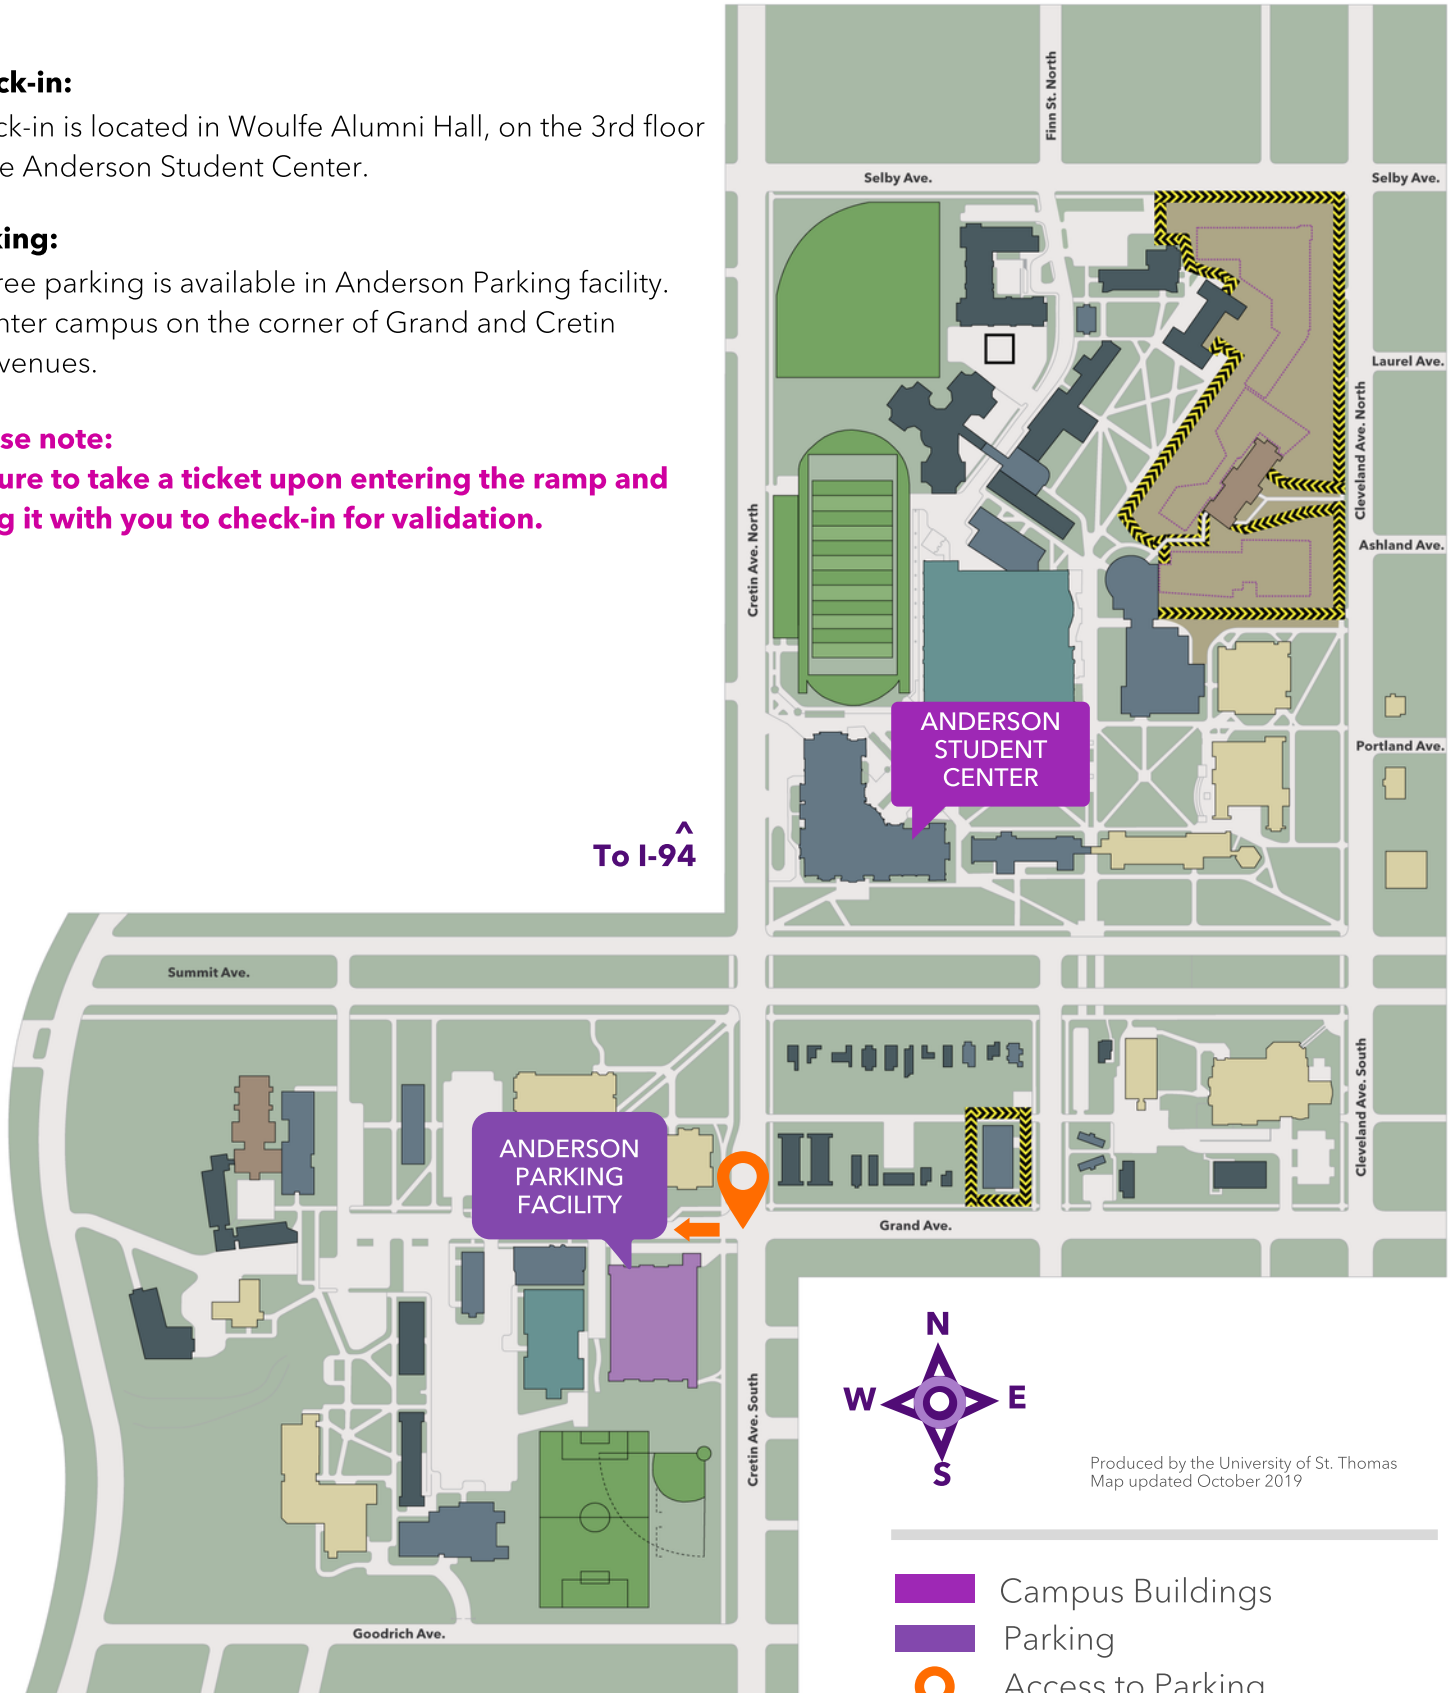 ck-in:
ck-in is located in Woulfe Alumni Hall, on the 3rd floor
e Anderson Student Center.
king:
ree parking is available in Anderson Parking facility.
nter campus on the corner of Grand and Cretin
venues.
se note:
ure to take a ticket upon entering the ramp and
g it with you to check-in for validation.
^
To I-94
Finn St. North
Selby Ave.
Selby Ave.
Laurel Ave.
Cleveland Ave. North
Cretin Ave. North
Ashland Ave.
ANDERSON
STUDENT
CENTER
Portland Ave.
Summit Ave.
Cleveland Ave. South
ANDERSON
PARKING
FACILITY
Grand Ave.
Cretin Ave. South
Goodrich Ave.
N
W
E
S
Produced by the University of St. Thomas
Map updated October 2019
Campus Buildings
Parking
Access to Parking